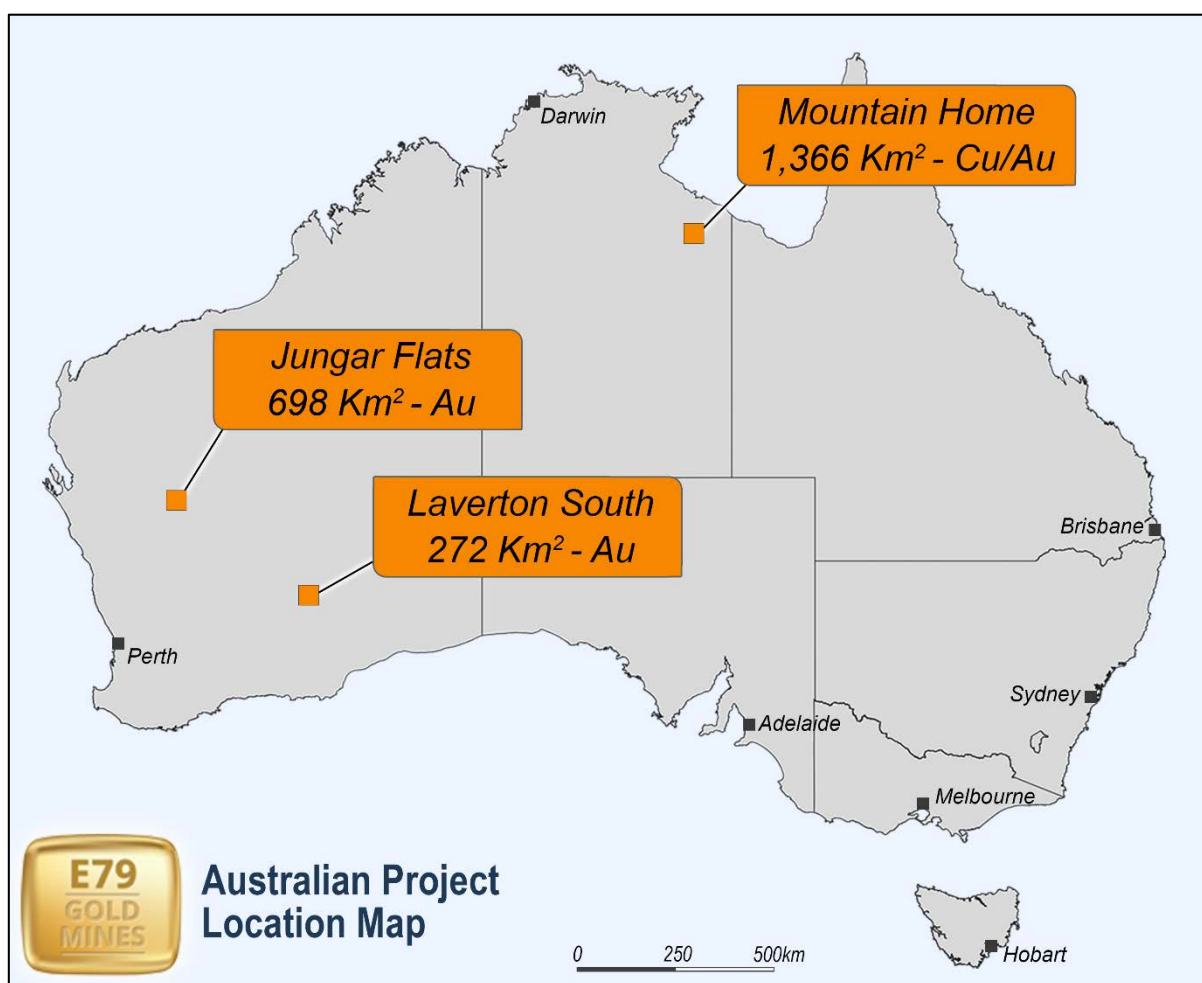 Darwin
Mountain Home
1,366 Km² - Cu/Au
Jungar Flats
698 Km² - Au
Laverton South
272 Km² - Au
Brisbane
Perth
Sydney
Adelaide
Melbourne
E79
GOLD
MINES
Australian Project
Location Map
0 250 500km
Hobart